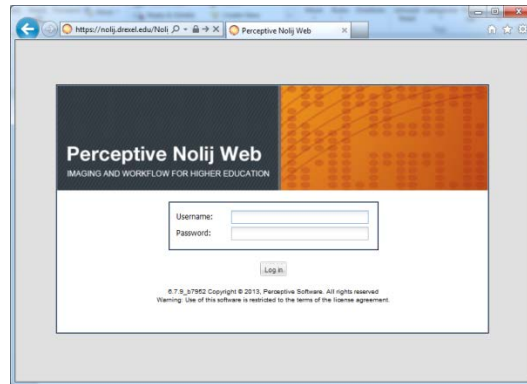 https://nolij.drexel.edu/Noli
Perceptive Nolij Web
Perceptive Nolij Web
IMAGING AND WORKFLOW FOR HIGHER EDUCATION
Username:
Password:
Log in
6.7.9_b7962 Copyright © 2013, Perceptive Software. All rights reserved
Warning: Use of this software is restricted to the terms of the license agreement.